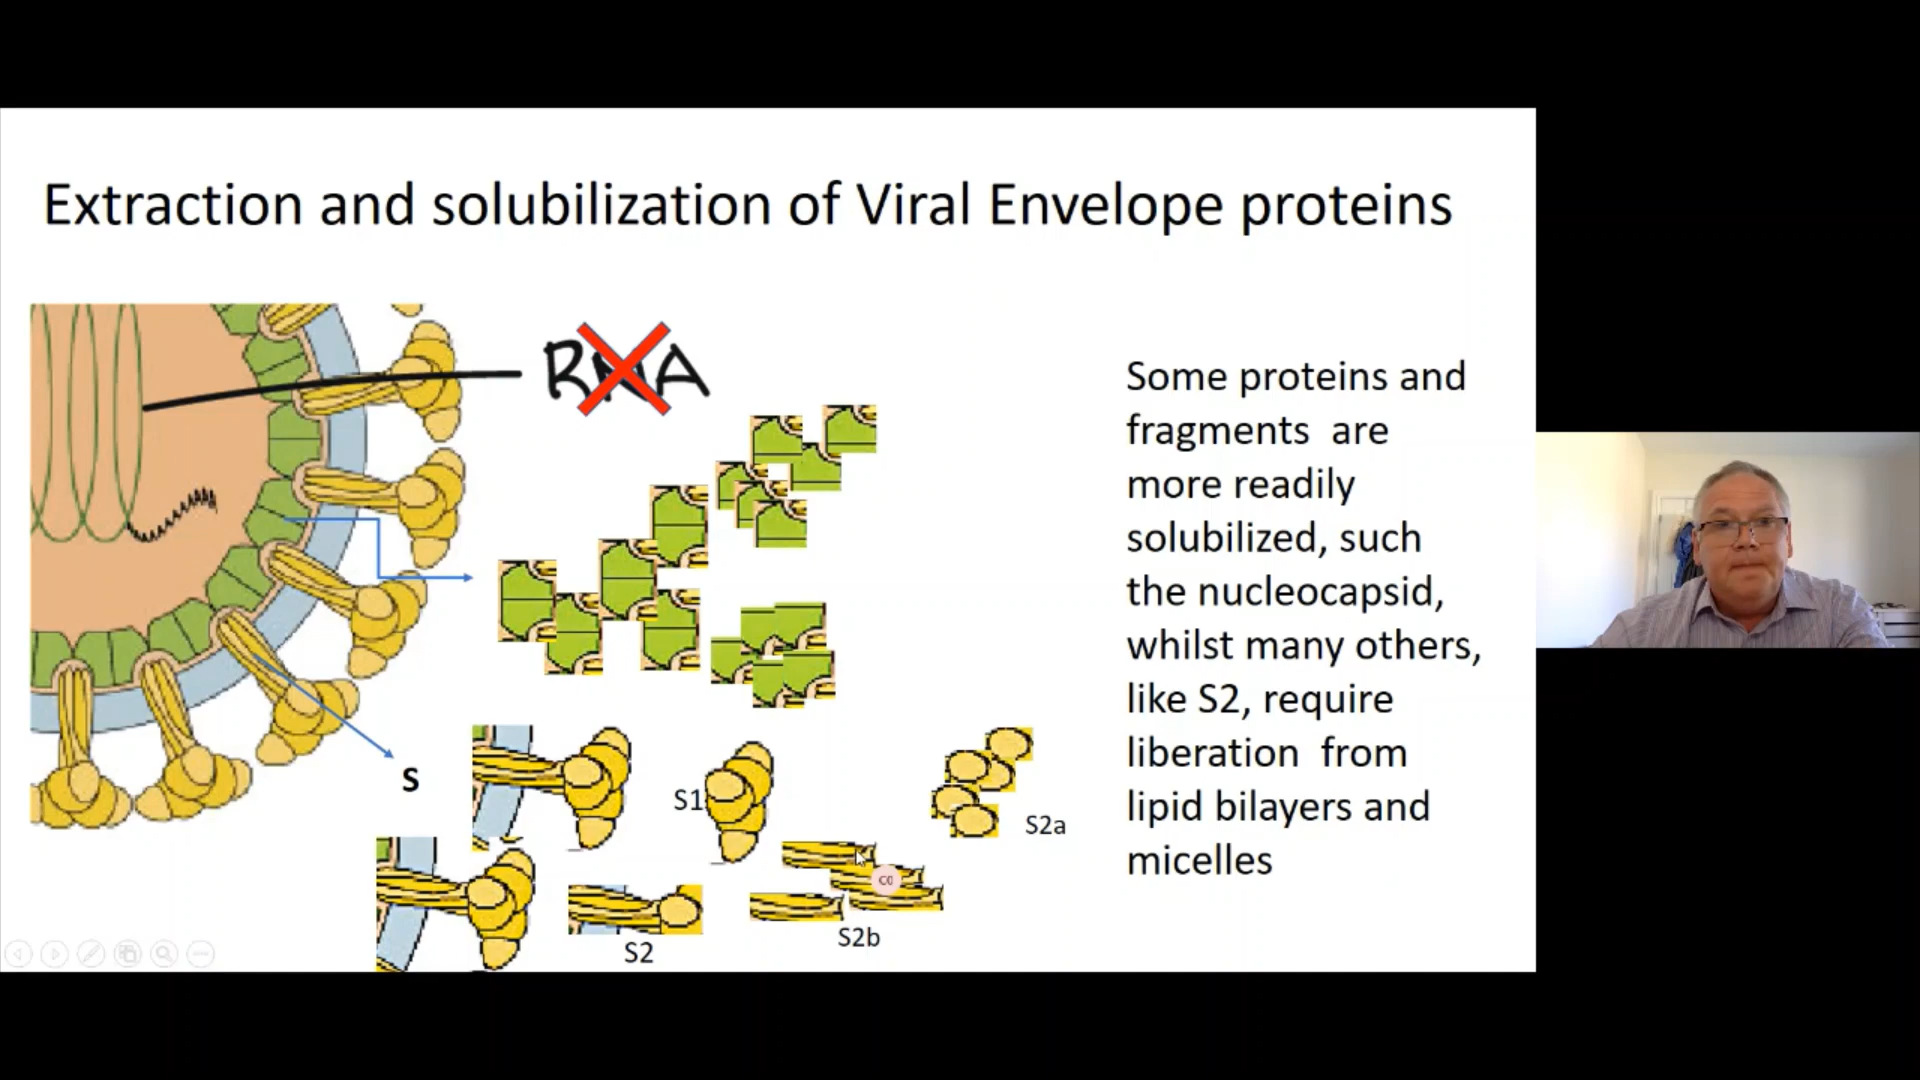 Extraction and solubilization of Viral Envelope proteins
RNA
Some proteins and
fragments are
more readily
solubilized, such
the nucleocapsid,
whilst many others,
like S2, require
liberation from
lipid bilayers and
micelles
S
S1
S2a
S2
S2b